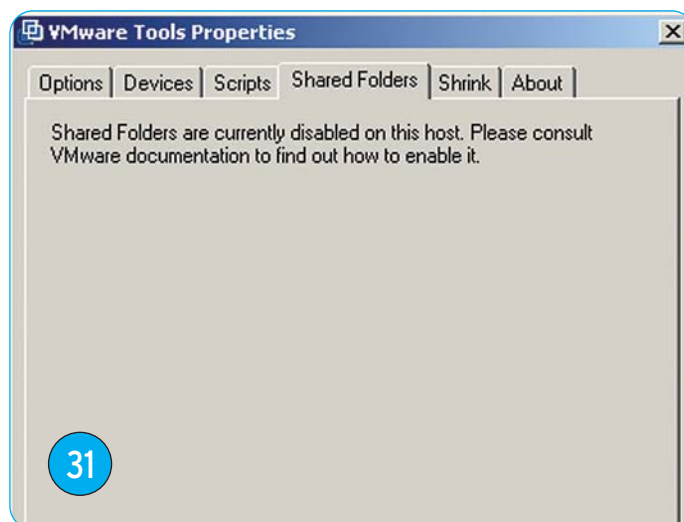 VMware Tools Properties
Options Devices Scripts Shared Folders Shrink About
Shared Folders are currently disabled on this host. Please consult
VMware documentation to find out how to enable it.
31